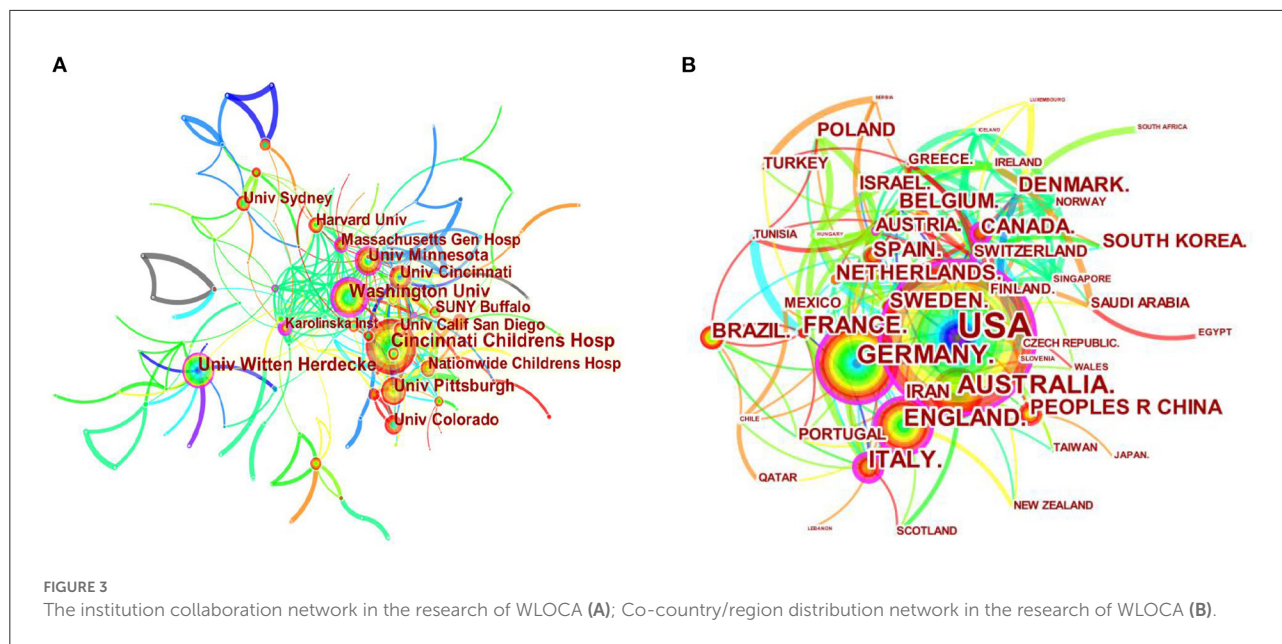 A
B
Univ Sydney
Harvard Univ
Massachusetts Gen Hosp
Univ Minnesota
Univ Cincinnati
Washington Univ
SUNY Buffalo
Karolinska Inst
Univ Calif San Diego
Cincinnati Childrens Hosp
Univ Witten Herdecke
Nationwide Childrens Hosp
Univ Pittsburgh
Univ Colorado
SERBIA
LUXEMBOURG
POLAND
ICELAND
SOUTH AFRICA
TURKEY
GREECE.
IRELAND
ISRAEL.
DENMARK.
BELGIUM.
NORWAY
TUNISIA
HUNGARY
AUSTRIA.
CANADA.
SPAIN.
SWITZERLAND
SOUTH KOREA.
NETHERLANDS.
SINGAPORE
FINLAND.
MEXICO
SWEDEN.
SAUDI ARABIA
BRAZIL.
FRANCE.
USA
EGYPT
CZECH REPUBLIC.
GERMANY.
SLOVENIA
WALES
IRAN
AUSTRALIA.
CHILE
ENGLAND.
PEOPLES R CHINA
PORTUGAL
TAIWAN
JAPAN.
ITALY.
QATAR
NEW ZEALAND
LEBANON
SCOTLAND
FIGURE 3
The institution collaboration network in the research of WLOCA (A); Co-country/region distribution network in the research of WLOCA (B).